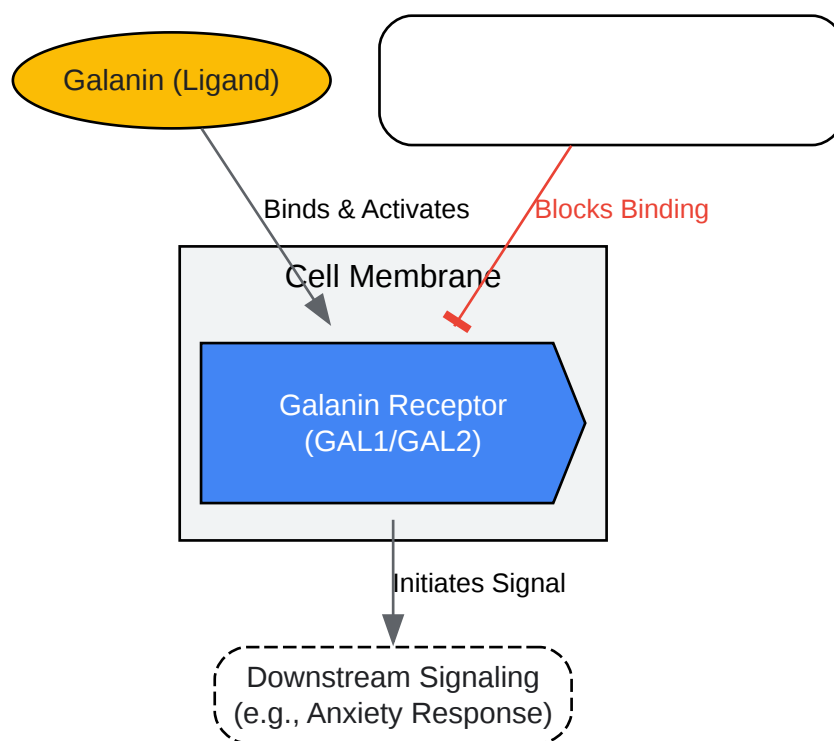 Galanin (Ligand)
Binds & Activates
Blocks Binding
Cell Membrane
Galanin Receptor
(GAL1/GAL2)
Initiates Signal
Downstream Signaling
(e.g., Anxiety Response)